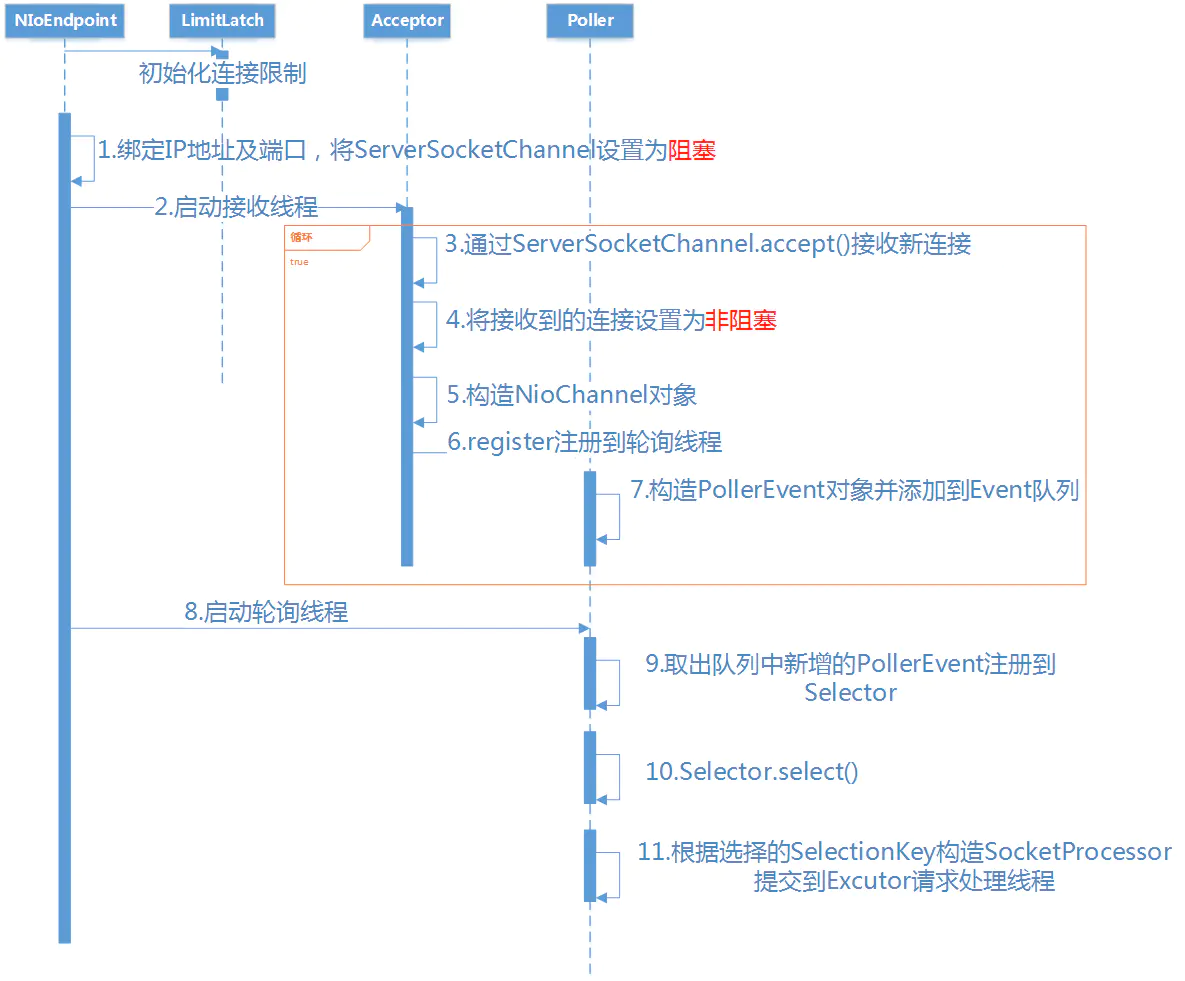 NIoEndpoint
LimitLatch
Acceptor
Poller
初始化连接限制
1.绑定IP地址及端口，将ServerSocketChannel设置为阻塞
2.启动接收线程
循环
true
3.通过ServerSocketChannel.accept()接收新连接
4.将接收到的连接设置为非阻塞
5.构造NioChannel对象
6.register注册到轮询线程
7.构造PollerEvent对象并添加到Event队列
8.启动轮询线程
9.取出队列中新增的PollerEvent注册到
Selector
10.Selector.select()
11.根据选择的SelectionKey构造SocketProcessor
提交到Excutor请求处理线程